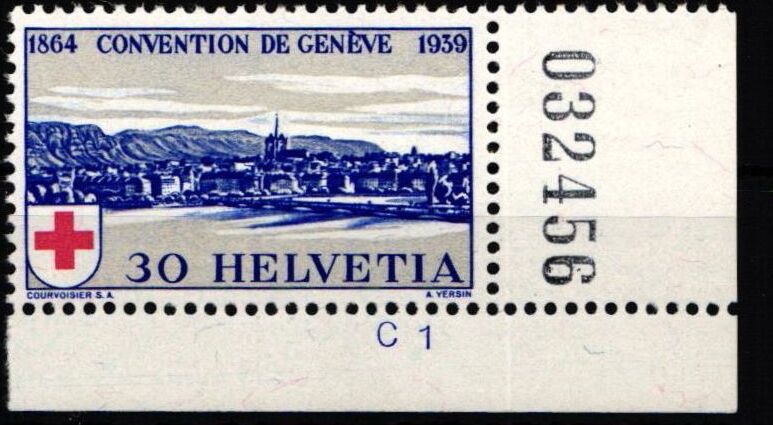 1864 CONVENTION DE GENÈVE 1939
30 HELVETIA
COURVOISIER S.A. A. YERSIN
C 1
032456